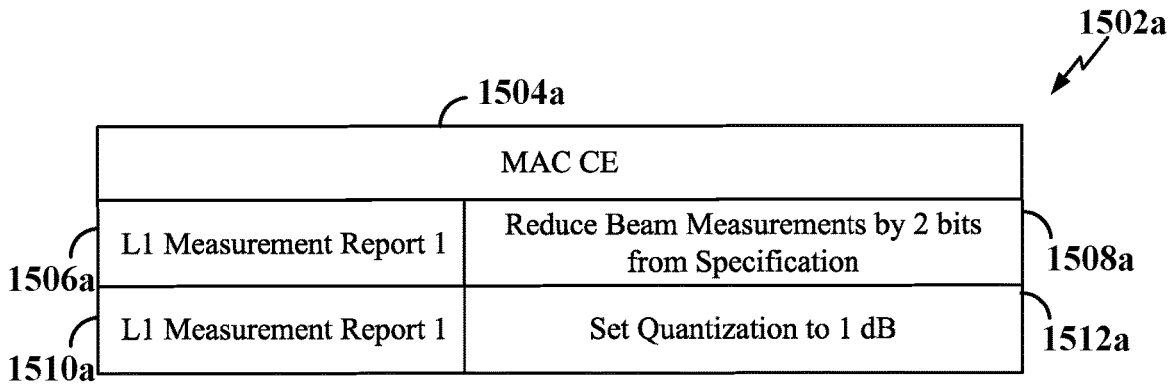 1502a
1504a
MAC CE
L1 Measurement Report 1
Reduce Beam Measurements by 2 bits
from Specification
1506a
1508a
L1 Measurement Report 1
Set Quantization to 1 dB
1510a
1512a